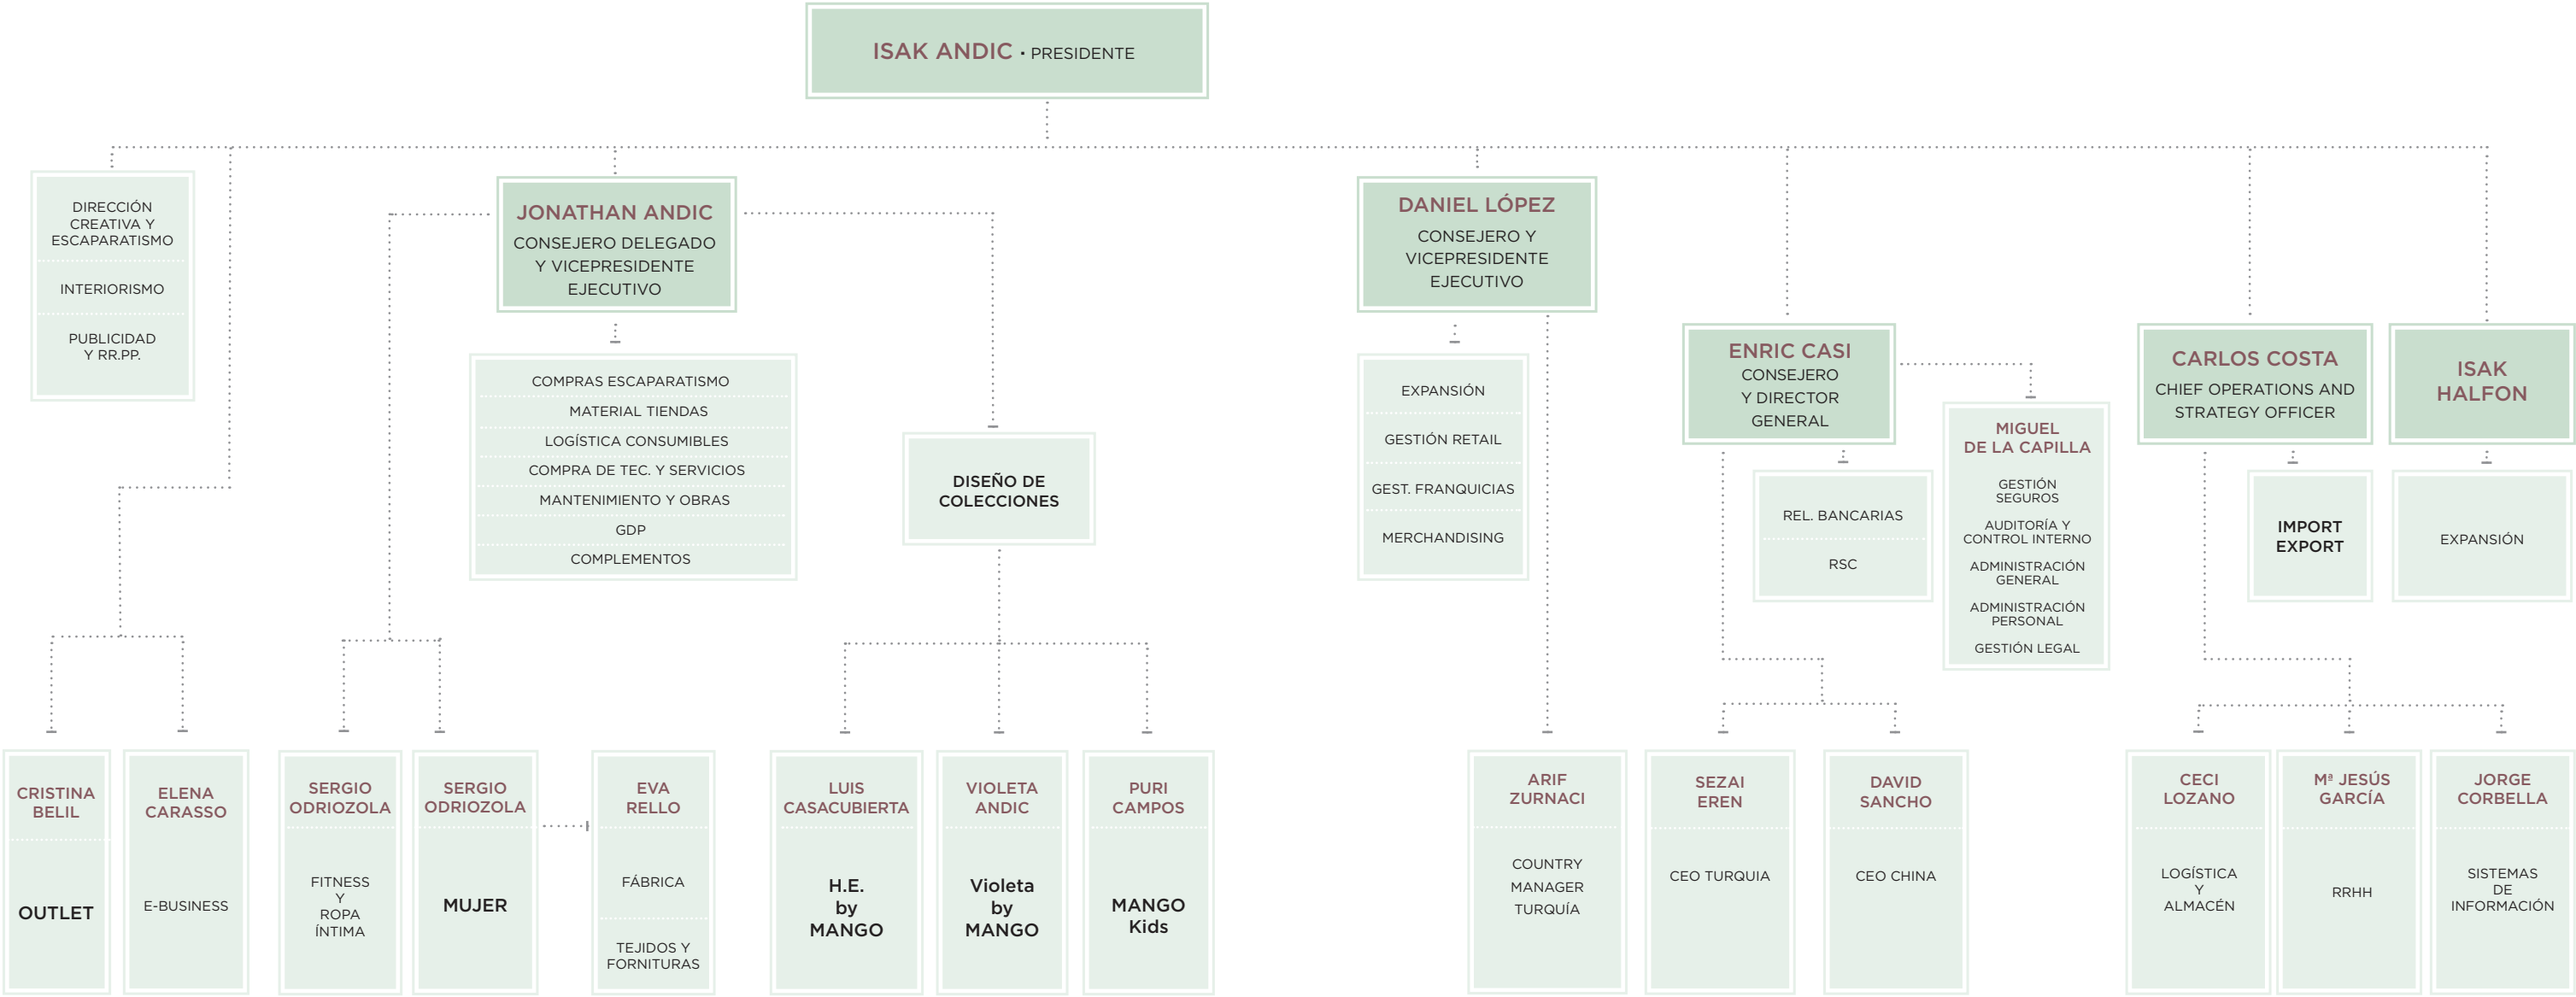 ISAK ANDIC • PRESIDENTE
DIRECCIÓN
CREATIVA Y
ESCAPARATISMO
INTERIORISMO
PUBLICIDAD
Y RR.PP.
JONATHAN ANDIC
CONSEJERO DELEGADO
Y VICEPRESIDENTE
EJECUTIVO
COMPRAS ESCAPARATISMO
MATERIAL TIENDAS
LOGÍSTICA CONSUMIBLES
COMPRA DE TEC. Y SERVICIOS
MANTENIMIENTO Y OBRAS
GDP
COMPLEMENTOS
DISEÑO DE
COLECCIONES
DANIEL LÓPEZ
CONSEJERO Y
VICEPRESIDENTE
EJECUTIVO
EXPANSIÓN
GESTIÓN RETAIL
GEST. FRANQUICIAS
MERCHANDISING
ENRIC CASI
CONSEJERO
Y DIRECTOR
GENERAL
REL. BANCARIAS
RSC
MIGUEL
DE LA CAPILLA
GESTIÓN
SEGUROS
AUDITORÍA Y
CONTROL INTERNO
ADMINISTRACIÓN
GENERAL
ADMINISTRACIÓN
PERSONAL
GESTIÓN LEGAL
CARLOS COSTA
CHIEF OPERATIONS AND
STRATEGY OFFICER
IMPORT
EXPORT
ISAK
HALFON
EXPANSIÓN
CRISTINA
BELIL
OUTLET
ELENA
CARASSO
E-BUSINESS
SERGIO
ODRIOZOLA
FITNESS
Y
ROPA
ÍNTIMA
SERGIO
ODRIOZOLA
MUJER
EVA
RELLO
FÁBRICA
TEJIDOS Y
FORNITURAS
LUIS
CASACUBIERTA
H.E.
by
MANGO
VIOLETA
ANDIC
Violeta
by
MANGO
PURI
CAMPOS
MANGO
Kids
ARIF
ZURNACI
COUNTRY
MANAGER
TURQUÍA
SEZAI
EREN
CEO TURQUIA
DAVID
SANCHO
CEO CHINA
CECI
LOZANO
LOGÍSTICA
Y
ALMACÉN
Mª JESÚS
GARCÍA
RRHH
JORGE
CORBELLA
SISTEMAS
DE
INFORMACIÓN